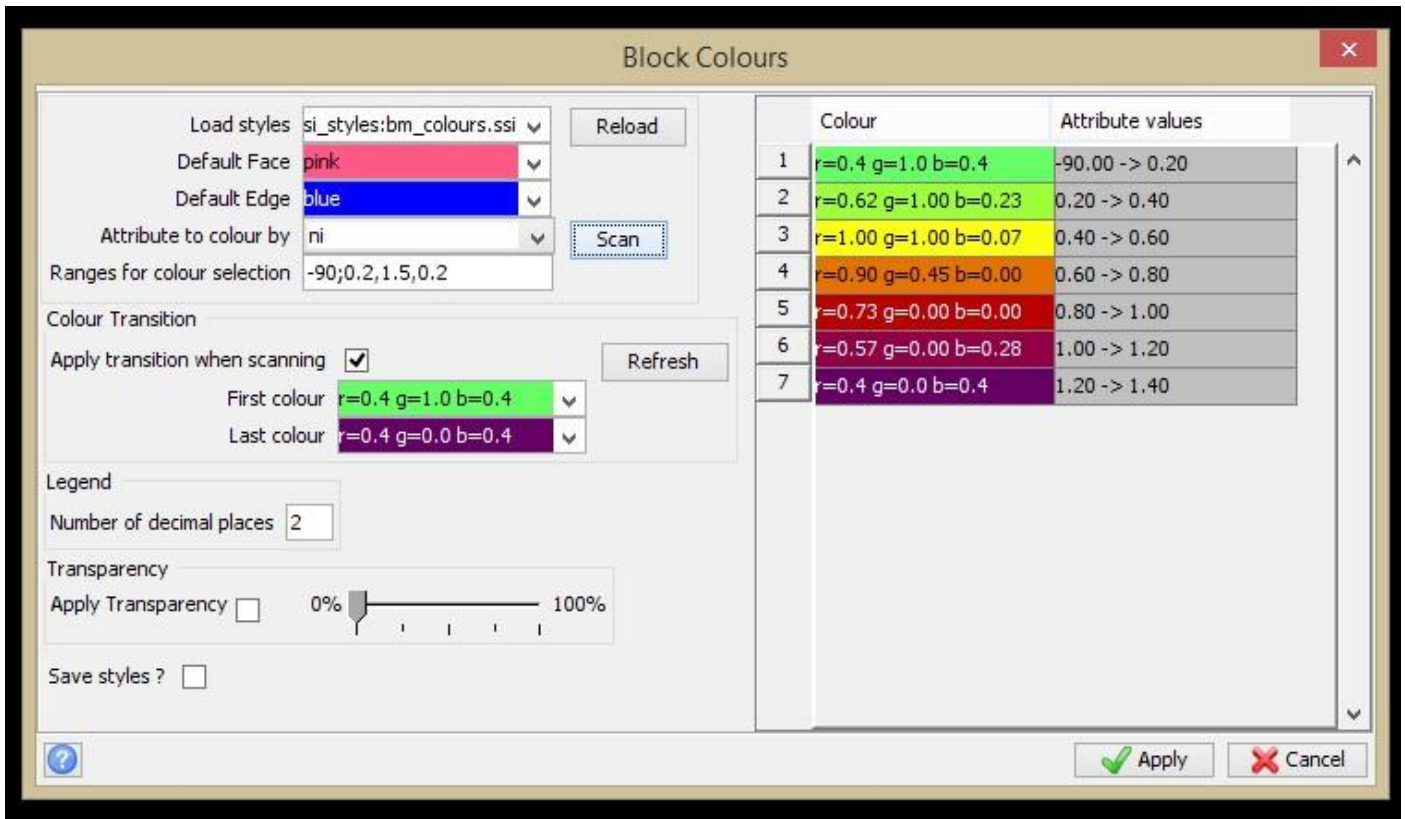 Block Colours
Load styles si_styles:bm_colours.ssi Reload
Default Face pink
Default Edge blue
Attribute to colour by ni Scan
Ranges for colour selection -90;0.2,1.5,0.2
Colour Transition
Apply transition when scanning Refresh
First colour r=0.4 g=1.0 b=0.4
Last colour r=0.4 g=0.0 b=0.4
Legend
Number of decimal places 2
Transparency
Apply Transparency 0% 100%
Save styles ?
Colour Attribute values
1 r=0.4 g=1.0 b=0.4 -90.00 -> 0.20
2 r=0.62 g=1.00 b=0.23 0.20 -> 0.40
3 r=1.00 g=1.00 b=0.07 0.40 -> 0.60
4 r=0.90 g=0.45 b=0.00 0.60 -> 0.80
5 r=0.73 g=0.00 b=0.00 0.80 -> 1.00
6 r=0.57 g=0.00 b=0.28 1.00 -> 1.20
7 r=0.4 g=0.0 b=0.4 1.20 -> 1.40
? Apply Cancel